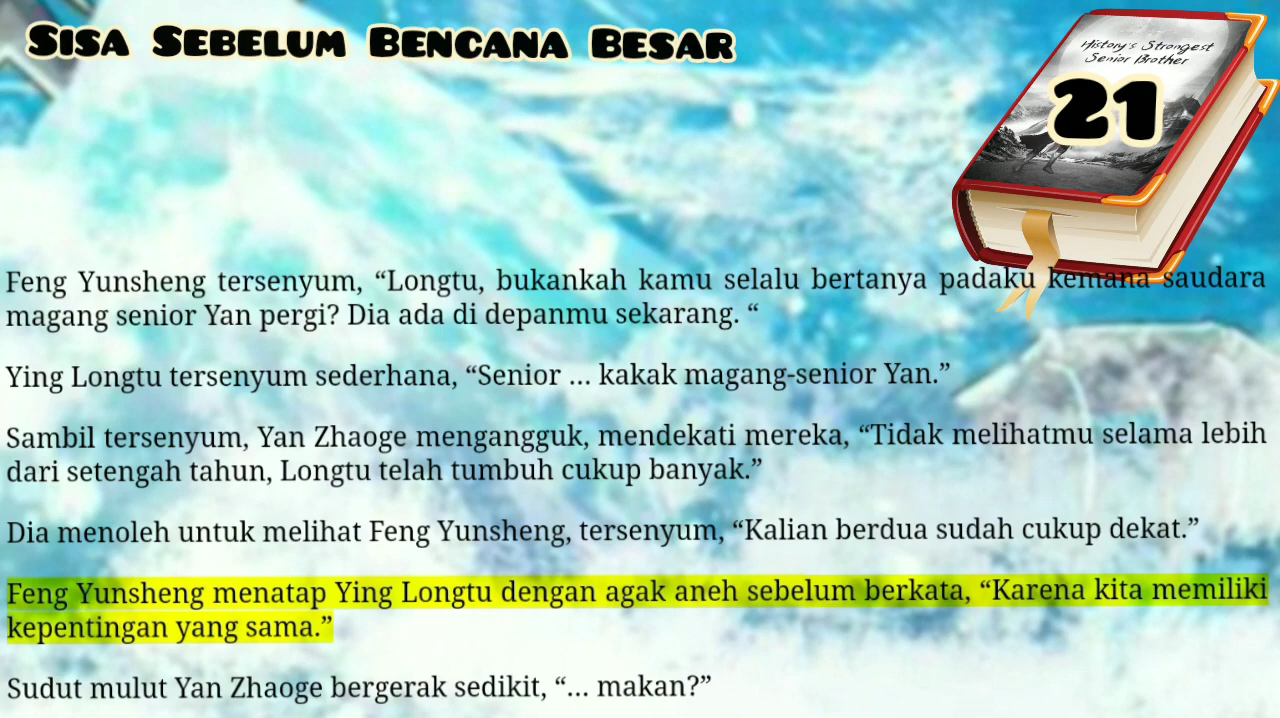 Sisa Sebelum Bencana Besar
History's Strongest
Senior Brother
21
Feng Yunsheng tersenyum, “Longtu, bukankah kamu selalu bertanya padaku kemana saudara
magang senior Yan pergi? Dia ada di depanmu sekarang. “
Ying Longtu tersenyum sederhana, “Senior ... kakak magang-senior Yan.”
Sambil tersenyum, Yan Zhaoge mengangguk, mendekati mereka, “Tidak melihatmu selama lebih
dari setengah tahun, Longtu telah tumbuh cukup banyak.”
Dia menoleh untuk melihat Feng Yunsheng, tersenyum, “Kalian berdua sudah cukup dekat.”
Feng Yunsheng menatap Ying Longtu dengan agak aneh sebelum berkata, “Karena kita memiliki
kepentingan yang sama.”
Sudut mulut Yan Zhaoge bergerak sedikit, “... makan?”